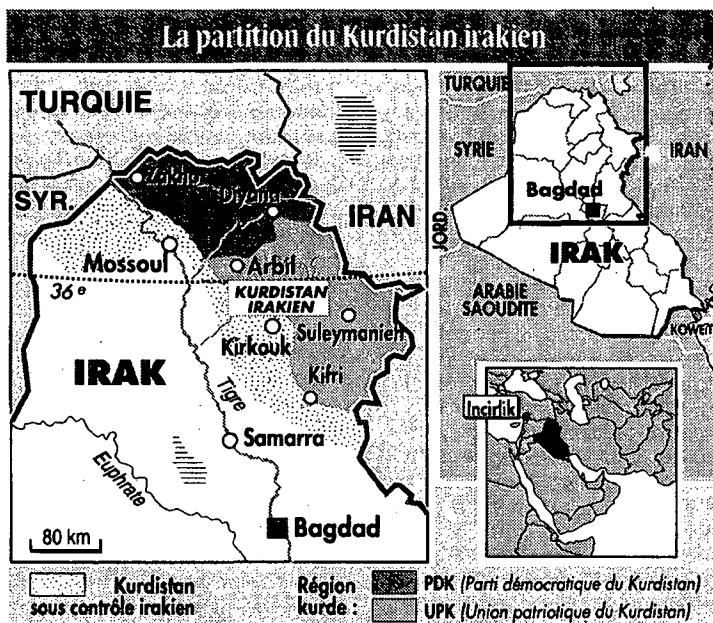 La partition du Kurdistan irakien
TURQUIE
SYR.
Zakho
Diyana
IRAN
Mossoul
Arbil
36e
KURDISTAN
IRAKIEN
Kirkouk
Suleymanieh
IRAK
Tigre
Kifri
Samarra
Euphrate
Bagdad
80 km
TURQUIE
SYRIE
IRAN
Bagdad
JORD.
IRAK
ARABIE
SAOUDITE
KOWEIT
Incirlik
Kurdistan
sous contrôle irakien
Région
kurde :
PDK (Parti démocratique du Kurdistan)
UPK (Union patriotique du Kurdistan)